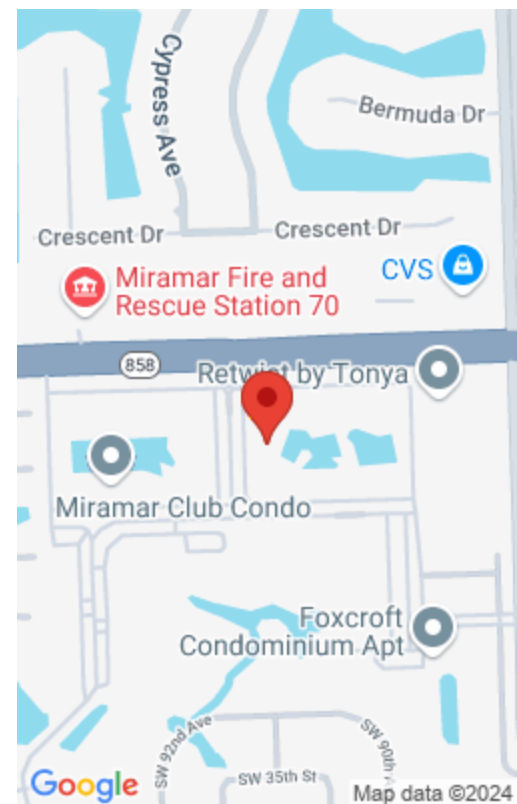 Cypress Ave
Bermuda Dr
Crescent Dr
Crescent Dr
CVS
Miramar Fire and
Rescue Station 70
858
Retwist by Tonya
Miramar Club Condo
Foxcroft
Condominium Apt
SW 92nd Ave
SW 90th Ave
SW 35th St
Google
Map data ©2024